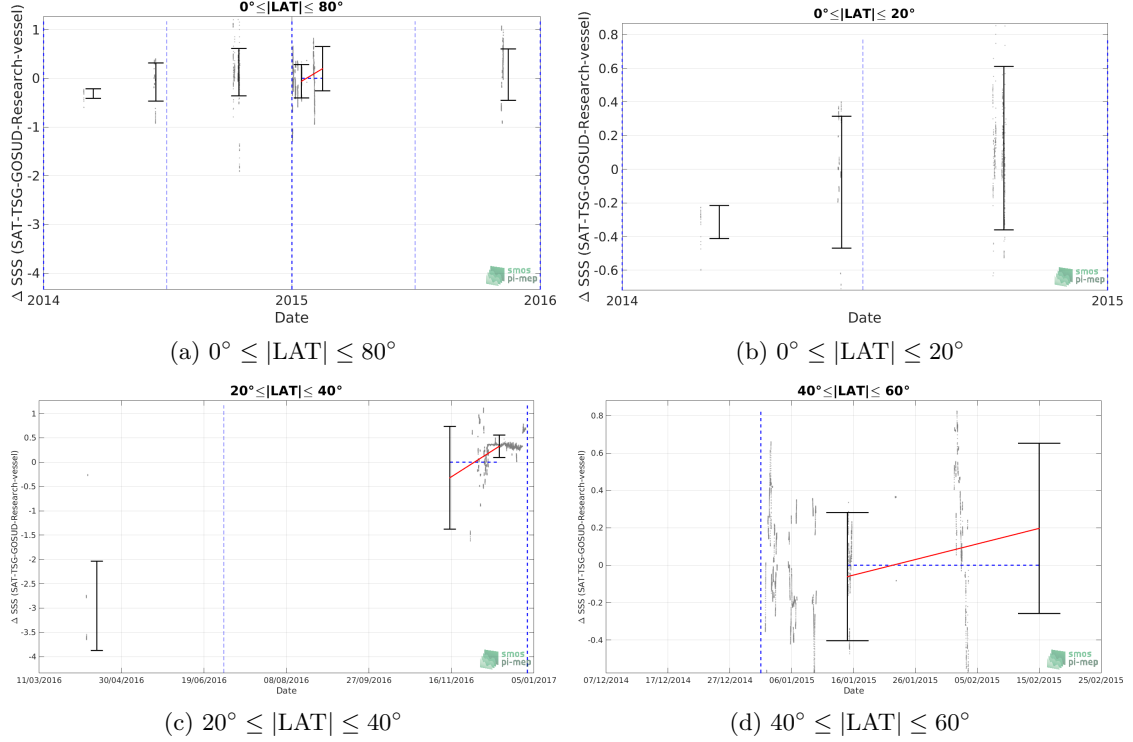 0°≤|LAT|≤ 80°
Δ SSS (SAT-TSG-GOSUD-Research-vessel)
1
0
-1
-2
-3
-4
2014
2015
2016
Date
smos
pi-mep
(a) 0° ≤ |LAT| ≤ 80°
0°≤|LAT|≤ 20°
Δ SSS (SAT-TSG-GOSUD-Research-vessel)
0.8
0.6
0.4
0.2
0
-0.2
-0.4
-0.6
2014
2015
Date
smos
pi-mep
(b) 0° ≤ |LAT| ≤ 20°
20°≤|LAT|≤ 40°
Δ SSS (SAT-TSG-GOSUD-Research-vessel)
1
0.5
0
-0.5
-1
-1.5
-2
-2.5
-3
-3.5
-4
11/03/2016
30/04/2016
19/06/2016
08/08/2016
27/09/2016
16/11/2016
05/01/2017
Date
smos
pi-mep
(c) 20° ≤ |LAT| ≤ 40°
40°≤|LAT|≤ 60°
Δ SSS (SAT-TSG-GOSUD-Research-vessel)
0.8
0.6
0.4
0.2
0
-0.2
-0.4
07/12/2014
17/12/2014
27/12/2014
06/01/2015
16/01/2015
26/01/2015
05/02/2015
15/02/2015
25/02/2015
Date
smos
pi-mep
(d) 40° ≤ |LAT| ≤ 60°